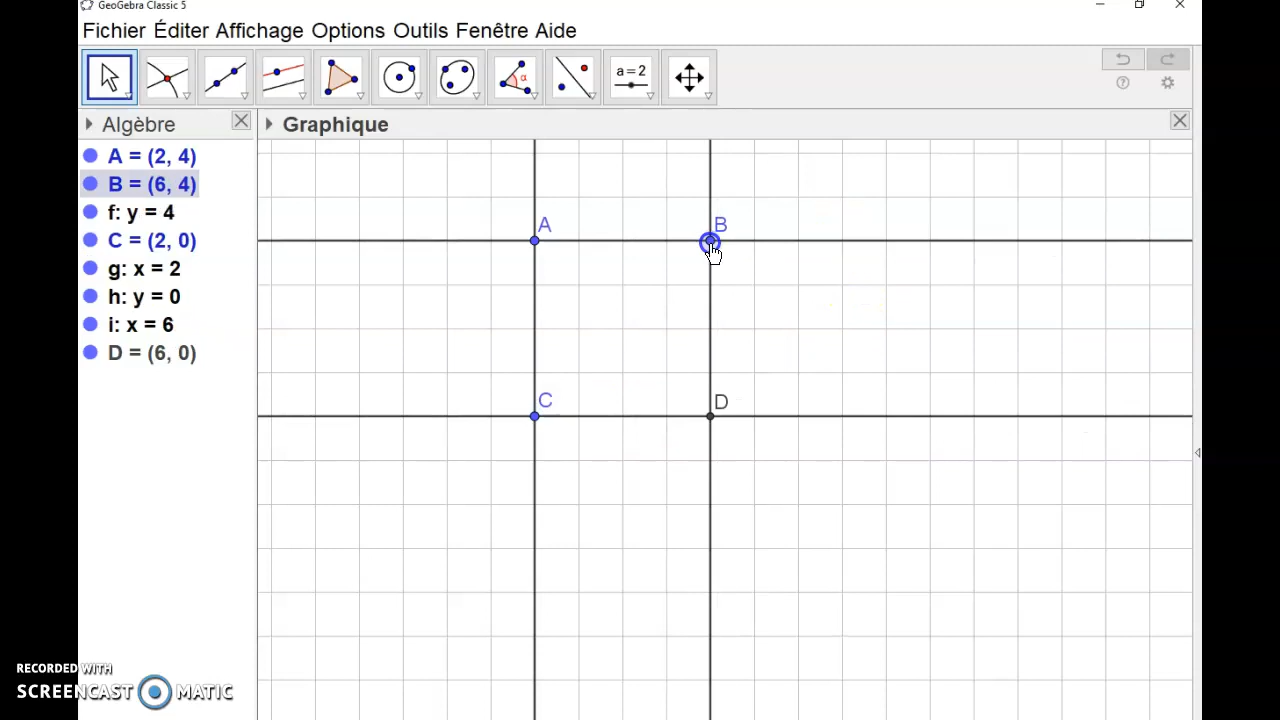 GeoGebra Classic 5
Fichier Éditer Affichage Options Outils Fenêtre Aide
α
a = 2
Algèbre
Graphique
A = (2, 4)
B = (6, 4)
f: y = 4
C = (2, 0)
g: x = 2
h: y = 0
i: x = 6
D = (6, 0)
A
B
C
D
RECORDED WITH
SCREENCAST MATIC